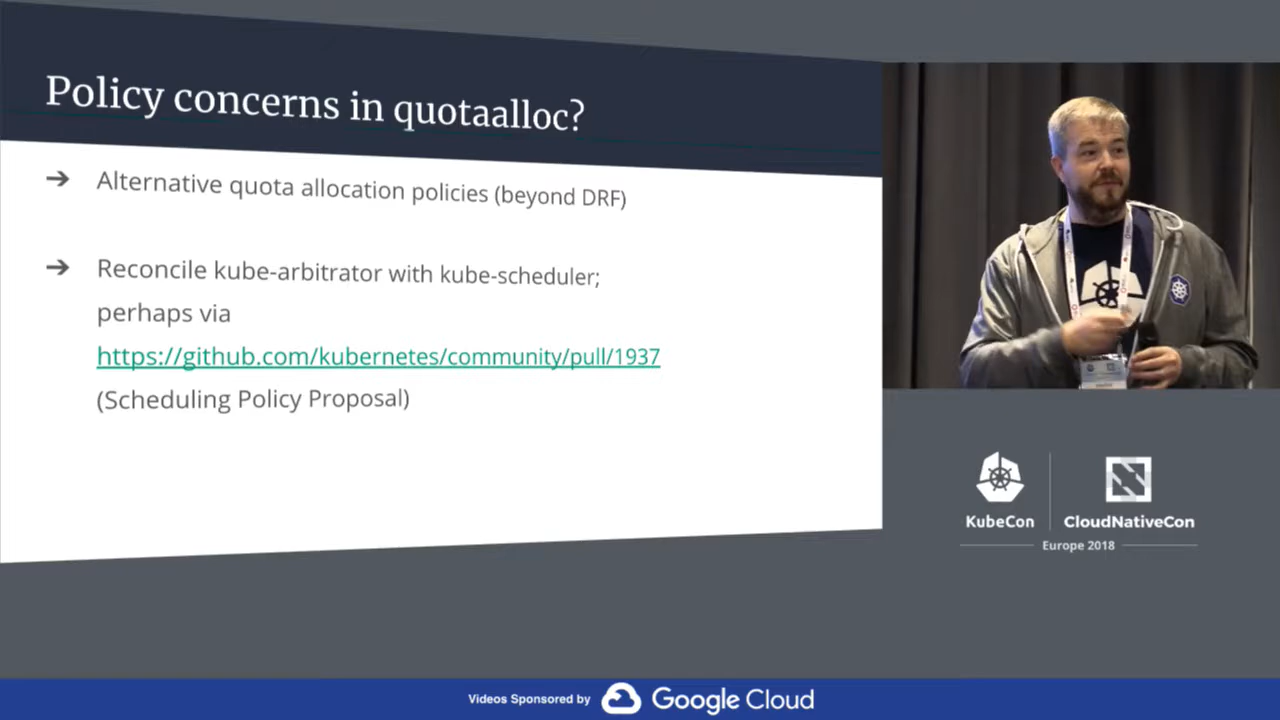 Policy concerns in quotaalloc?
→ Alternative quota allocation policies (beyond DRF)
→ Reconcile kube-arbitrator with kube-scheduler;
perhaps via
https://github.com/kubernetes/community/pull/1937
(Scheduling Policy Proposal)
KubeCon
CloudNativeCon
Europe 2018
Videos Sponsored by Google Cloud